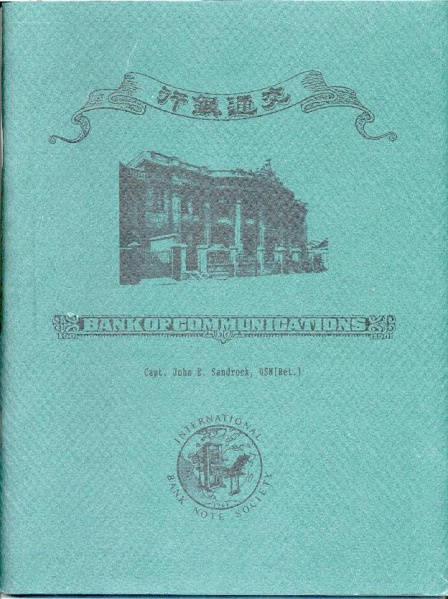 交通銀行
BANK OF COMMUNICATIONS
Capt. John E. Sandrock, USN(Ret.)
INTERNATIONAL
BANK NOTE SOCIETY